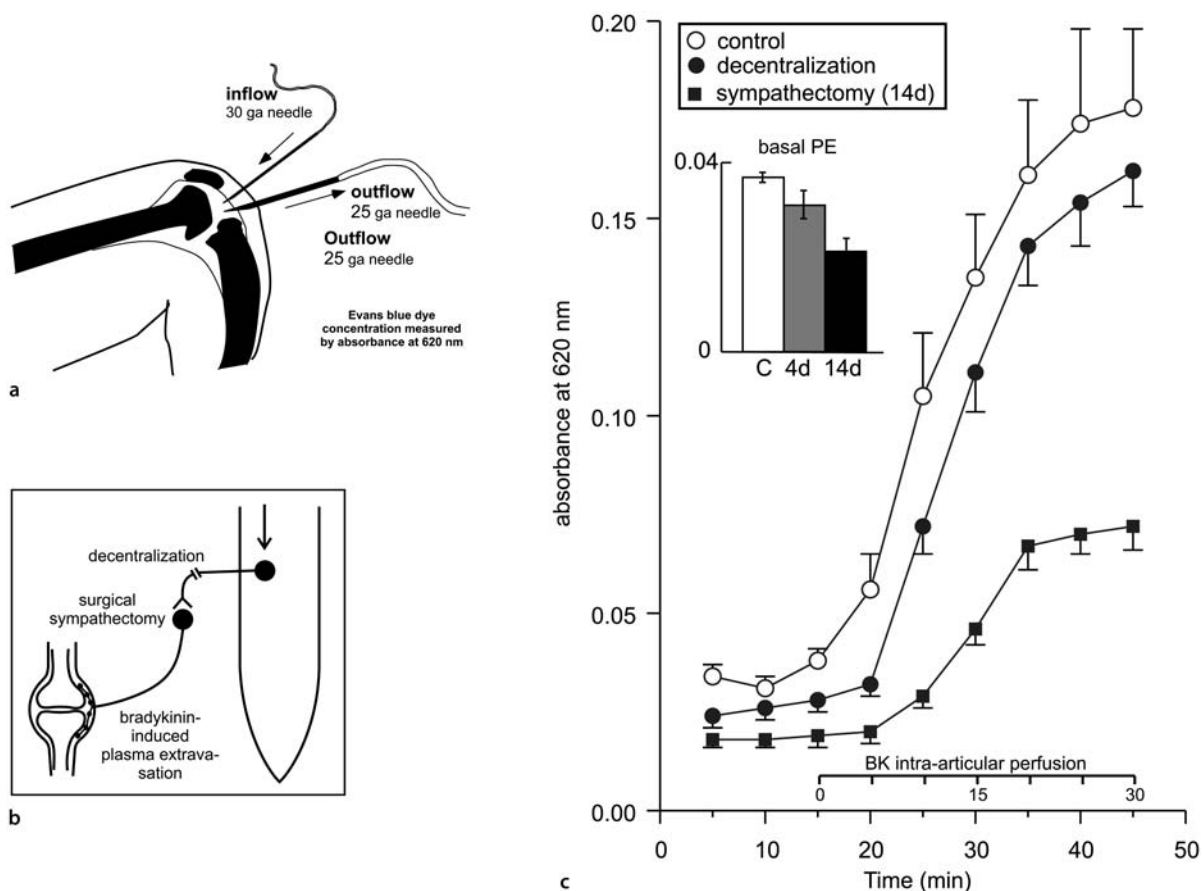 inflow
30 ga needle
outflow
25 ga needle
Outflow
25 ga needle
Evans blue dye
concentration measured
by absorbance at 620 nm
a
decentralization
surgical
sympathectomy
bradykinin-
induced
plasma extrava-
sation
b
absorbance at 620 nm
0.20
0.15
0.10
0.05
0.00
control
decentralization
sympathectomy (14d)
basal PE
0.04
0
C 4d 14d
BK intra-articular perfusion
0 15 30
0 10 20 30 40 50
Time (min)
c